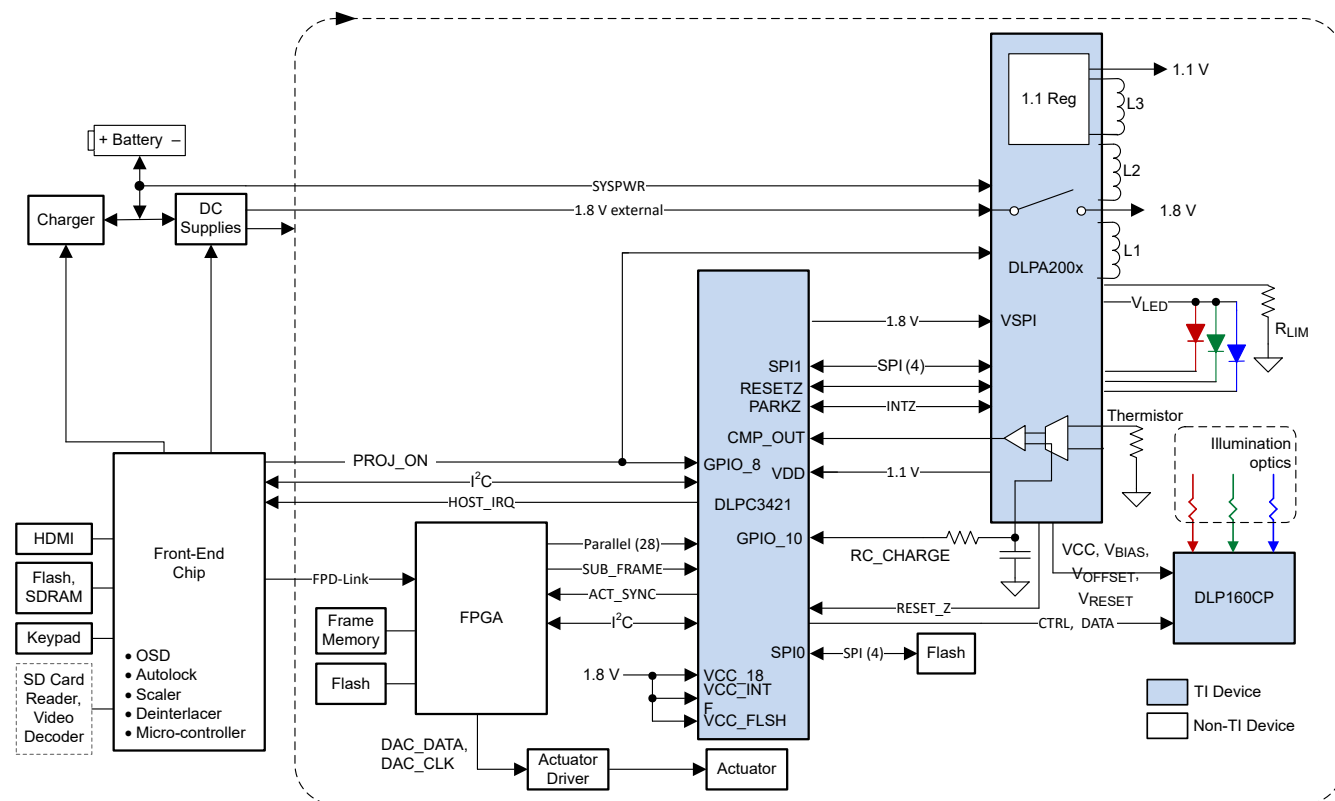 + Battery –
Charger
DC
Supplies
SYSPWR
1.8 V external
1.1 Reg
1.1 V
L3
L2
1.8 V
L1
DLPA200x
VSPI
VLED
RLIM
1.8 V
SPI1
SPI (4)
RESETZ
PARKZ
INTZ
CMP_OUT
Thermistor
PROJ_ON
GPIO_8
VDD
1.1 V
I2C
HOST_IRQ
DLPC3421
GPIO_10
RC_CHARGE
Illumination
optics
HDMI
Flash,
SDRAM
Keypad
SD Card
Reader,
Video
Decoder
Front-End
Chip
• OSD
• Autolock
• Scaler
• Deinterlacer
• Micro-controller
FPD-Link
FPGA
Frame
Memory
Flash
Parallel (28)
SUB_FRAME
ACT_SYNC
I2C
VCC, VBIAS,
VOFFSET,
VRESET
DLP160CP
RESET_Z
CTRL, DATA
SPI0
SPI (4)
Flash
1.8 V
VCC_18
VCC_INT
F
VCC_FLSH
DAC_DATA,
DAC_CLK
Actuator
Driver
Actuator
TI Device
Non-TI Device